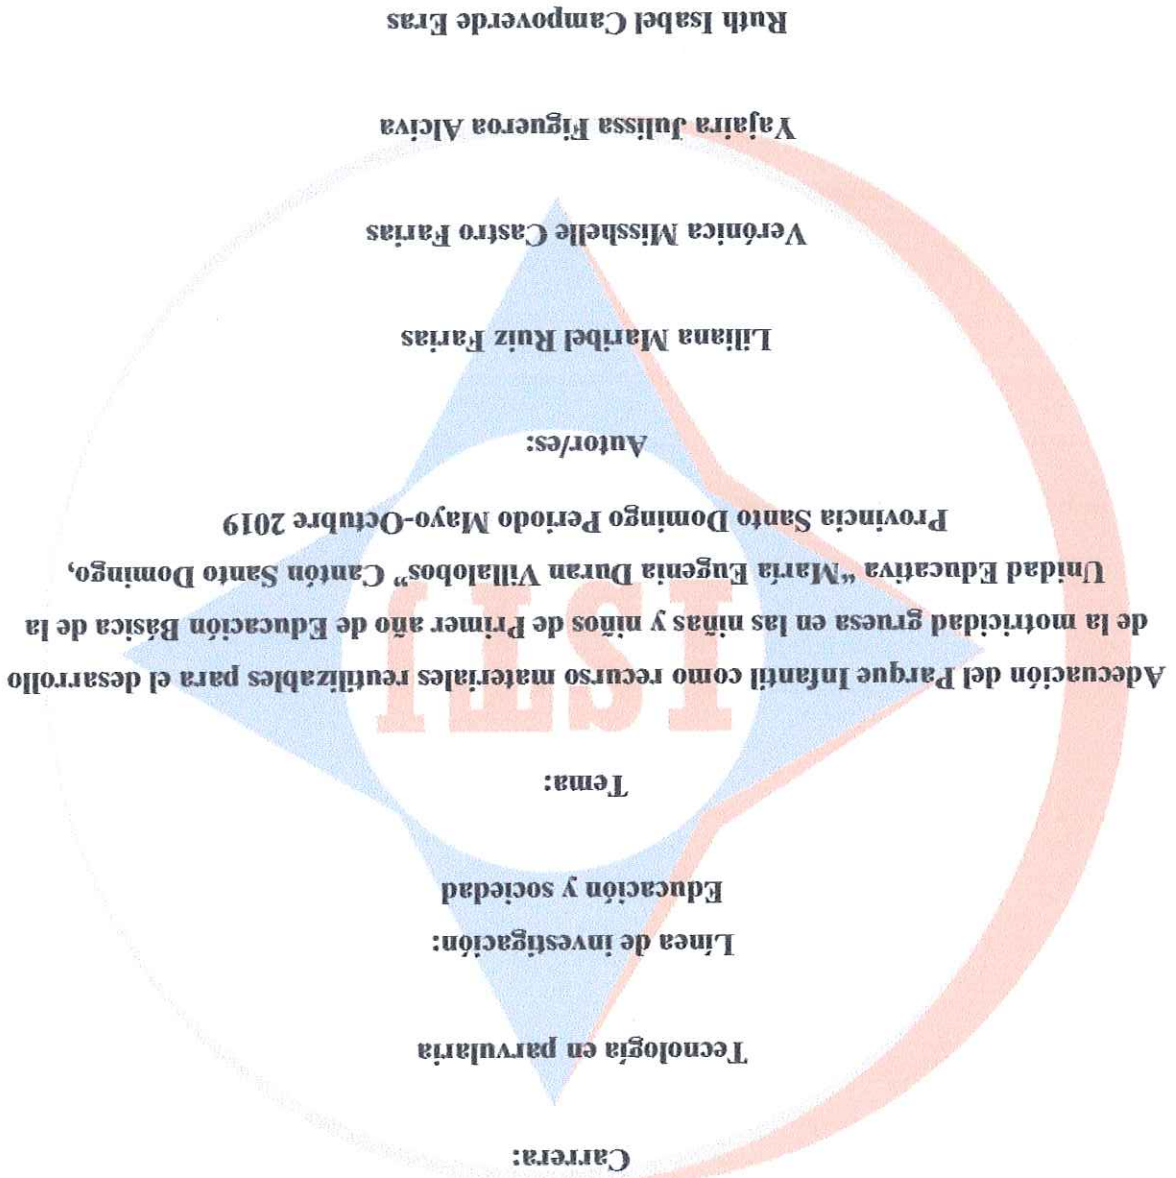 Carrera:
Tecnología en parvularia
Línea de investigación:
Educación y sociedad
Tema:
Adecuación del Parque Infantil como recurso materiales reutilizables para el desarrollo
de la motricidad gruesa en las niñas y niños de Primer año de Educación Básica de la
Unidad Educativa “María Eugenia Duran Villalobos” Cantón Santo Domingo,
Provincia Santo Domingo Periodo Mayo-Octubre 2019
Autor/es:
Liliana Maribel Ruiz Farias
Verónica Misshelle Castro Farias
Yajaira Julissa Figueroa Alciva
Ruth Isabel Campoverde Eras